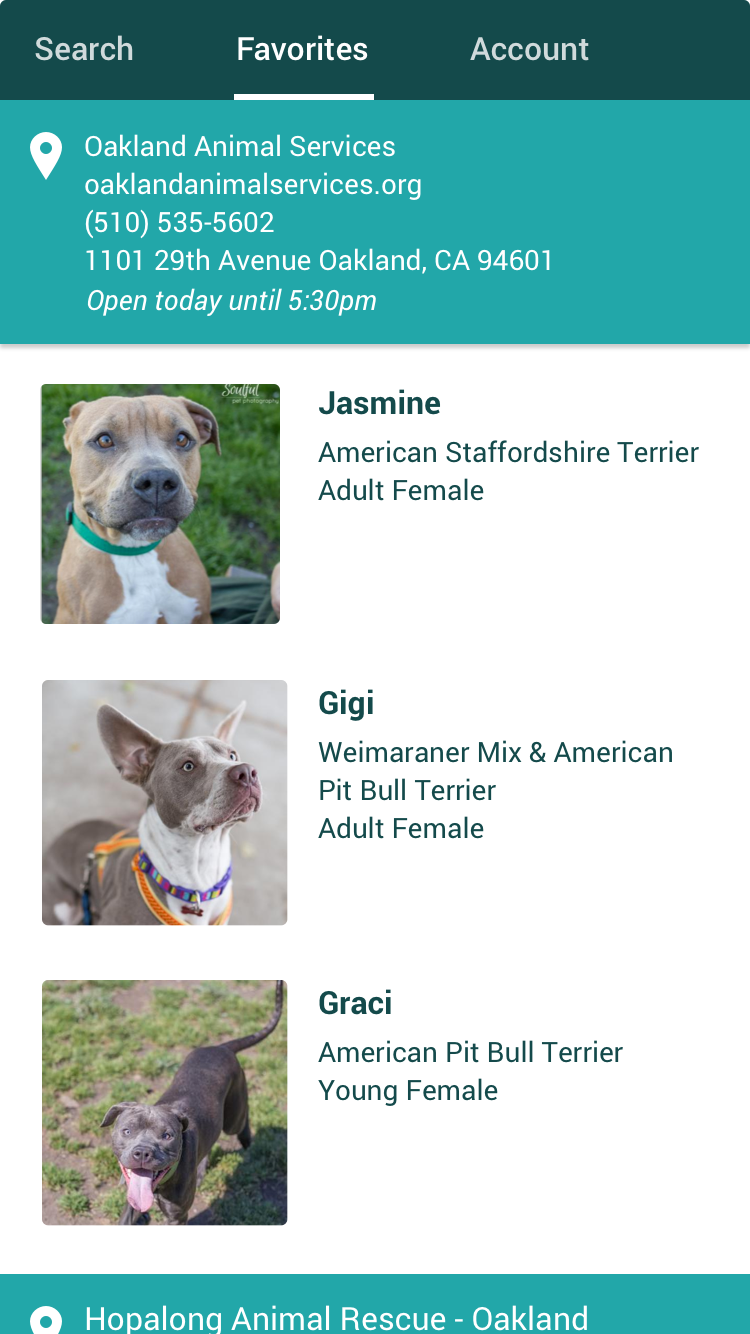 Search
Favorites
Account
Oakland Animal Services
oaklandanimalservices.org
(510) 535-5602
1101 29th Avenue Oakland, CA 94601
Open today until 5:30pm
Soulful
pet photography
Jasmine
American Staffordshire Terrier
Adult Female
Gigi
Weimaraner Mix & American
Pit Bull Terrier
Adult Female
Graci
American Pit Bull Terrier
Young Female
Hopalong Animal Rescue - Oakland